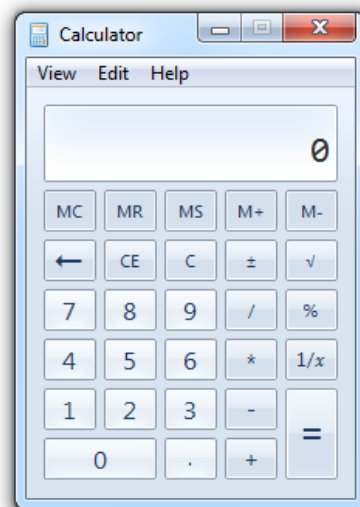 Calculator
View Edit Help
0
MC MR MS M+ M-
← CE C ± √
7 8 9 / %
4 5 6 * 1/x
1 2 3 - =
0 . +